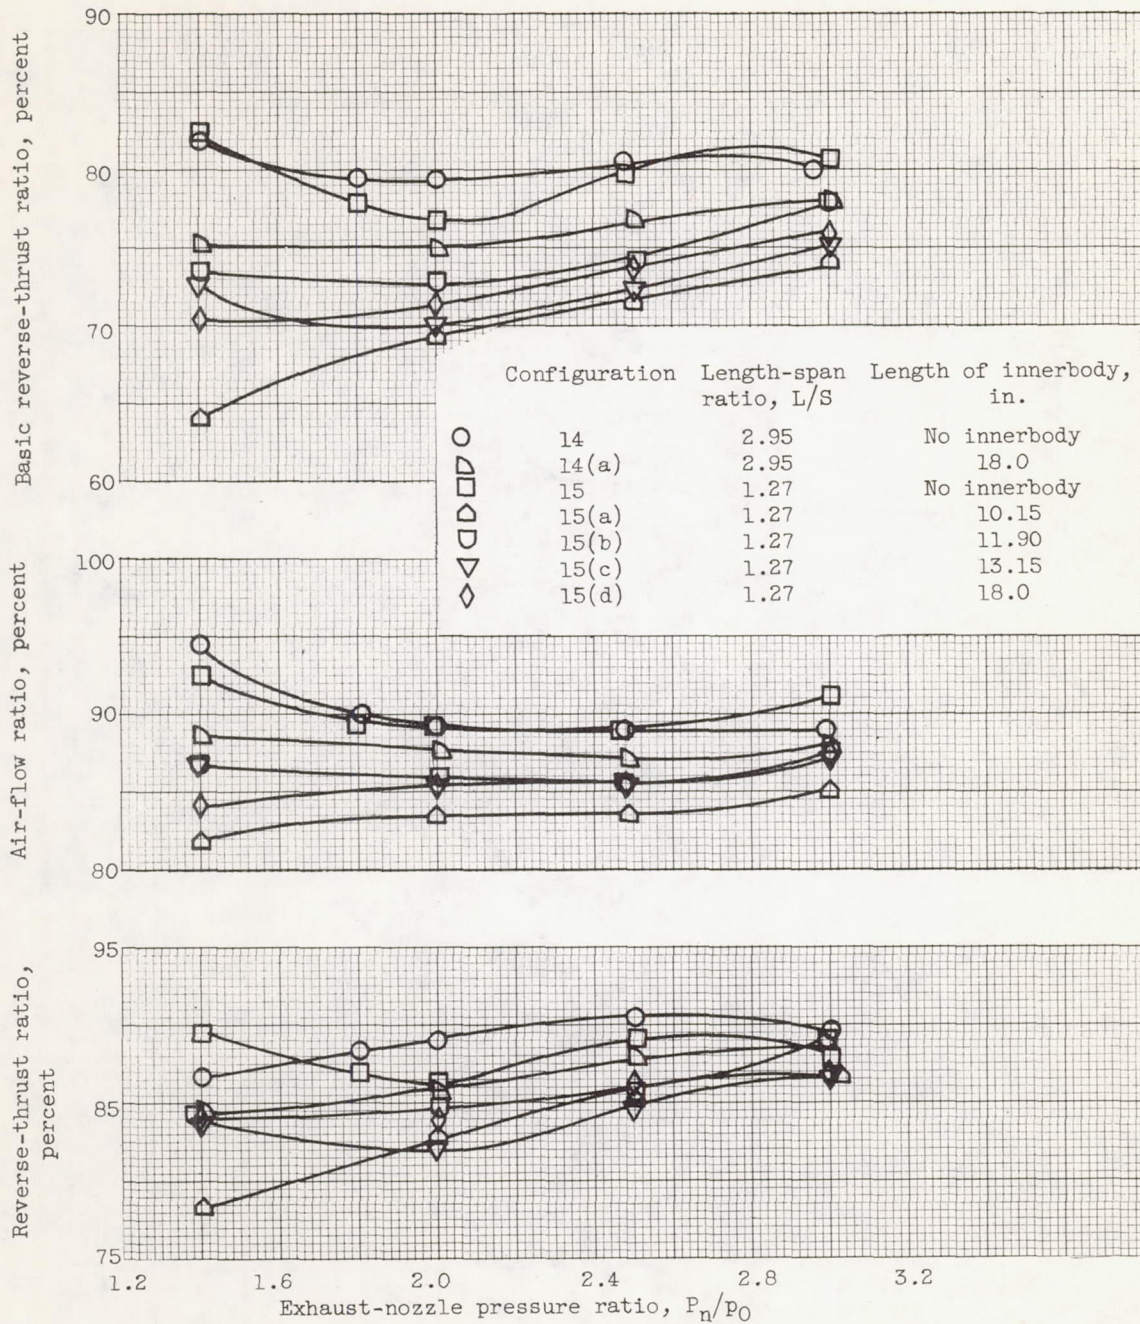 Basic reverse-thrust ratio, percent
90
80
70
60
Configuration Length-span ratio, L/S Length of innerbody, in.
14 2.95 No innerbody
14(a) 2.95 18.0
15 1.27 No innerbody
15(a) 1.27 10.15
15(b) 1.27 11.90
15(c) 1.27 13.15
15(d) 1.27 18.0
Air-flow ratio, percent
100
90
80
Reverse-thrust ratio,
percent
95
85
75
1.2 1.6 2.0 2.4 2.8 3.2
Exhaust-nozzle pressure ratio, Pn/p0